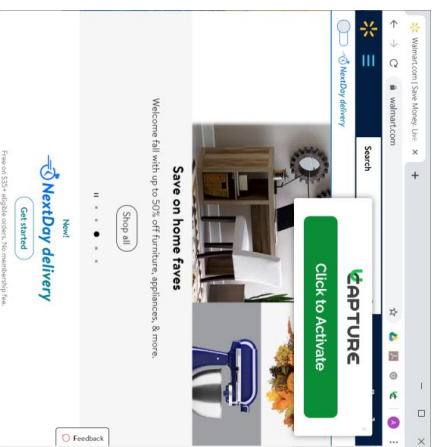 Walmart.com | Save Money. Live
walmart.com
Search
NextDay delivery
CAPTURE
Click to Activate
Save on home faves
Welcome fall with up to 50% off furniture, appliances, & more.
Shop all
New!
NextDay delivery
Get started
Free on $35+ eligible orders. No membership fee.
Feedback